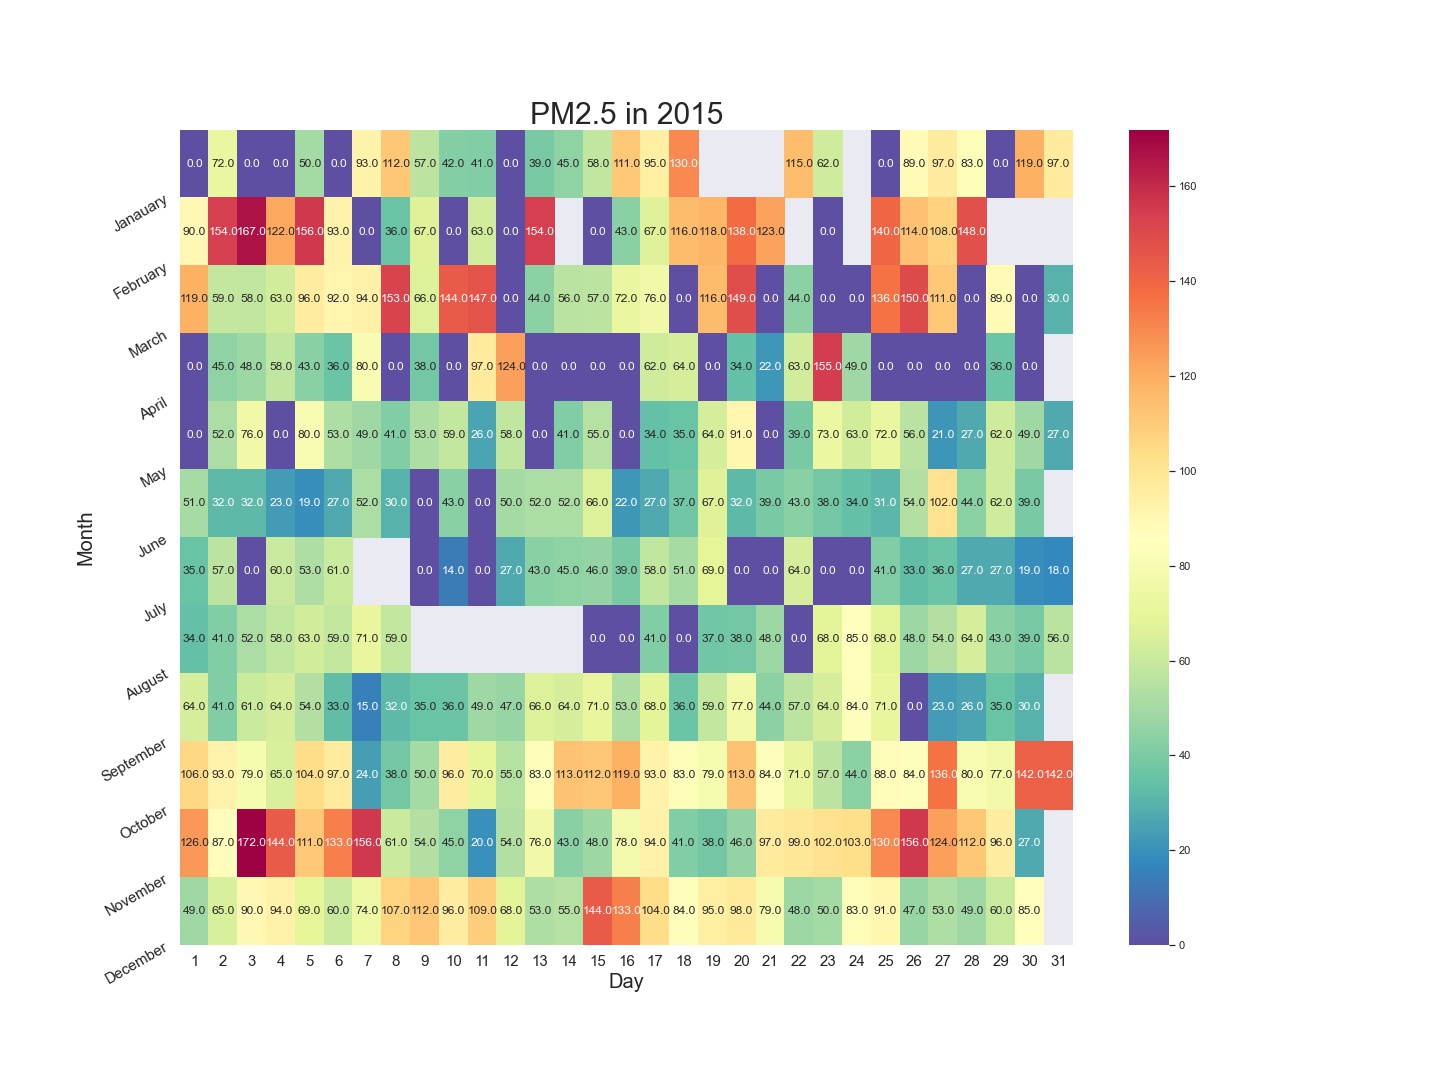 PM2.5 in 2015
Janauary 0.0 72.0 0.0 0.0 50.0 0.0 93.0 112.0 57.0 42.0 41.0 0.0 39.0 45.0 58.0 111.0 95.0 130.0 115.0 62.0 0.0 89.0 97.0 83.0 0.0 119.0 97.0
February 90.0 154.0 167.0 122.0 156.0 93.0 0.0 36.0 67.0 0.0 63.0 0.0 154.0 0.0 43.0 67.0 116.0 118.0 138.0 123.0 0.0 140.0 114.0 108.0 148.0
March 119.0 59.0 58.0 63.0 96.0 92.0 94.0 153.0 66.0 144.0 147.0 0.0 44.0 56.0 57.0 72.0 76.0 0.0 116.0 149.0 0.0 44.0 0.0 0.0 136.0 150.0 111.0 0.0 89.0 0.0 30.0
April 0.0 45.0 48.0 58.0 43.0 36.0 80.0 0.0 38.0 0.0 97.0 124.0 0.0 0.0 0.0 0.0 62.0 64.0 0.0 34.0 22.0 63.0 155.0 49.0 0.0 0.0 0.0 0.0 36.0 0.0
May 0.0 52.0 76.0 0.0 80.0 53.0 49.0 41.0 53.0 59.0 26.0 58.0 0.0 41.0 55.0 0.0 34.0 35.0 64.0 91.0 0.0 39.0 73.0 63.0 72.0 56.0 21.0 27.0 62.0 49.0 27.0
June 51.0 32.0 32.0 23.0 19.0 27.0 52.0 30.0 0.0 43.0 0.0 50.0 52.0 52.0 66.0 22.0 27.0 37.0 67.0 32.0 39.0 43.0 38.0 34.0 31.0 54.0 102.0 44.0 62.0 39.0
July 35.0 57.0 0.0 60.0 53.0 61.0 0.0 14.0 0.0 27.0 43.0 45.0 46.0 39.0 58.0 51.0 69.0 0.0 0.0 64.0 0.0 0.0 41.0 33.0 36.0 27.0 27.0 19.0 18.0
August 34.0 41.0 52.0 58.0 63.0 59.0 71.0 59.0 0.0 0.0 41.0 0.0 37.0 38.0 48.0 0.0 68.0 85.0 68.0 48.0 54.0 64.0 43.0 39.0 56.0
September 64.0 41.0 61.0 64.0 54.0 33.0 15.0 32.0 35.0 36.0 49.0 47.0 66.0 64.0 71.0 53.0 68.0 36.0 59.0 77.0 44.0 57.0 64.0 84.0 71.0 0.0 23.0 26.0 35.0 30.0
October 106.0 93.0 79.0 65.0 104.0 97.0 24.0 38.0 50.0 96.0 70.0 55.0 83.0 113.0 112.0 119.0 93.0 83.0 79.0 113.0 84.0 71.0 57.0 44.0 88.0 84.0 136.0 80.0 77.0 142.0 142.0
November 126.0 87.0 172.0 144.0 111.0 133.0 156.0 61.0 54.0 45.0 20.0 54.0 76.0 43.0 48.0 78.0 94.0 41.0 38.0 46.0 97.0 99.0 102.0 103.0 130.0 156.0 124.0 112.0 96.0 27.0
December 49.0 65.0 90.0 94.0 69.0 60.0 74.0 107.0 112.0 96.0 109.0 68.0 53.0 55.0 144.0 133.0 104.0 84.0 95.0 98.0 79.0 48.0 50.0 83.0 91.0 47.0 53.0 49.0 60.0 85.0
1 2 3 4 5 6 7 8 9 10 11 12 13 14 15 16 17 18 19 20 21 22 23 24 25 26 27 28 29 30 31
Day
Month
160
140
120
100
80
60
40
20
0